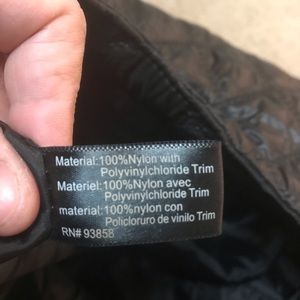 Material:100%Nylon with
Polyvinylchloride Trim
Materiel:100%Nylon avec
Polyvinylchloride Trim
material: 100%nylon con
Policloruro de vinilo Trim
RN# 93858